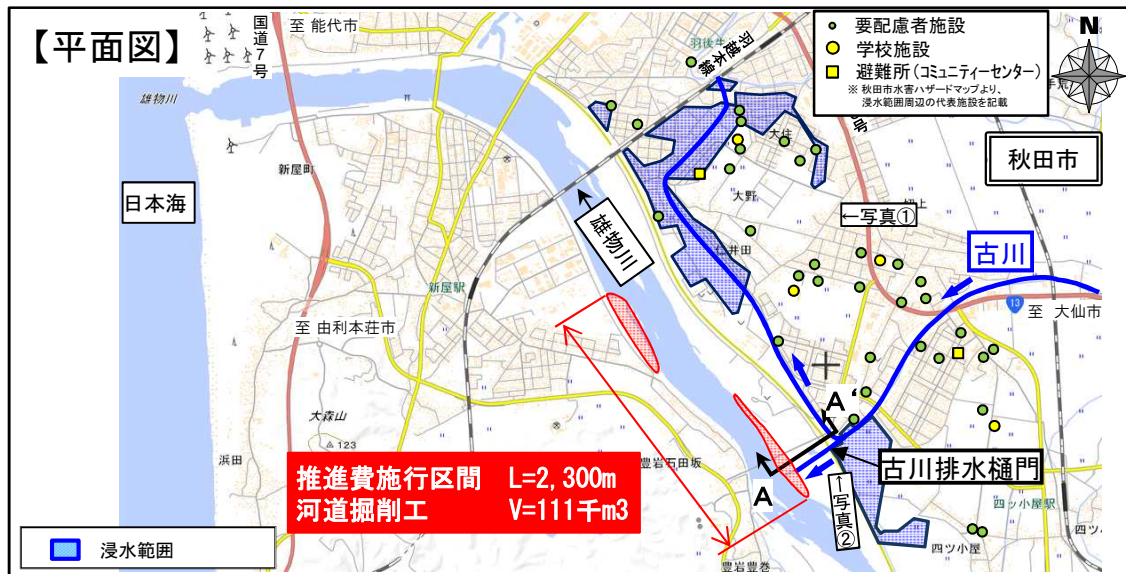 【平面図】
国道7号
至 能代市
羽後牛
羽越本線
● 要配慮者施設
● 学校施設
■ 避難所(コミュニティーセンター)
※ 秋田市水害ハザードマップより、
浸水範囲周辺の代表施設を記載
N
雄物川
大住
号
秋田市
新屋町
日本海
大野
←写真①
雄物川
仁井田
古川
新屋駅
13
至 由利本荘市
至 大仙市
大森山
123
A'
浜田
豊岩石田坂
A
古川排水樋門
推進費施行区間 L=2,300m
河道掘削工 V=111千m3
←写真②
四ッ小屋駅
四ツ小屋
四ツ
浸水範囲
豊岩豊巻